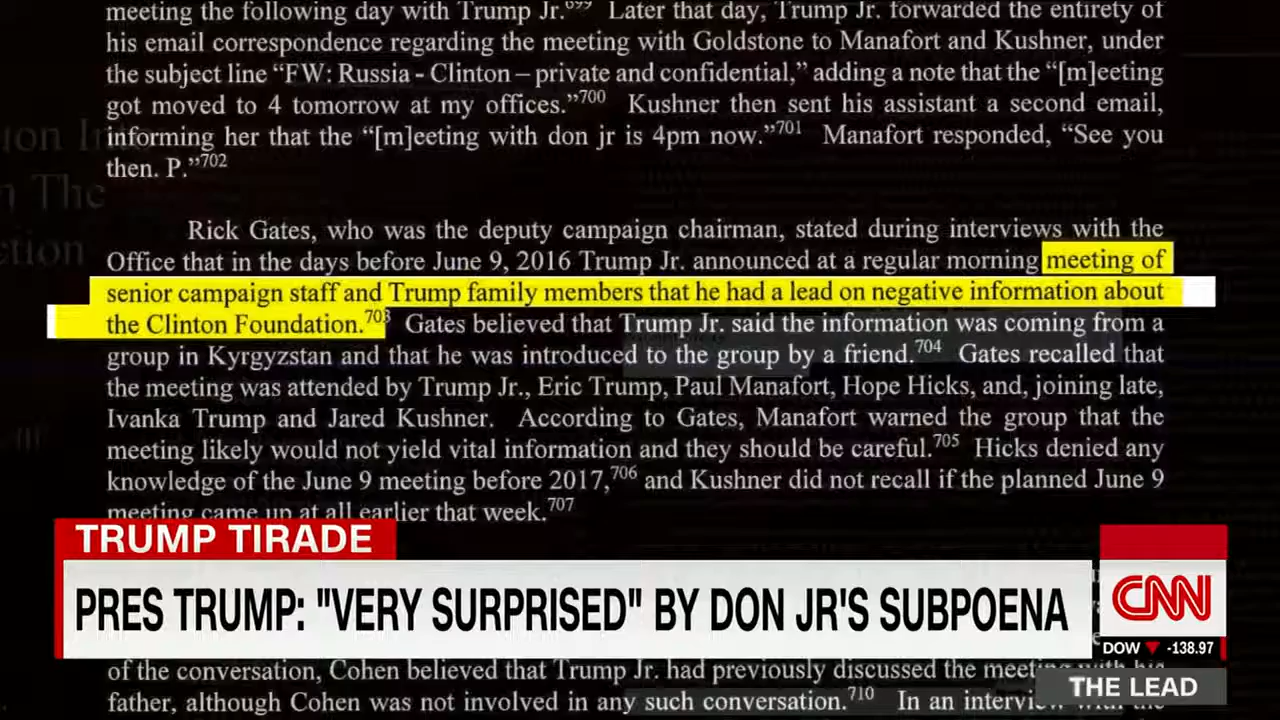 meeting the following day with Trump Jr.⁶⁹⁹ Later that day, Trump Jr. forwarded the entirety of
his email correspondence regarding the meeting with Goldstone to Manafort and Kushner, under
the subject line “FW: Russia - Clinton – private and confidential,” adding a note that the “[m]eeting
got moved to 4 tomorrow at my offices.”⁷⁰⁰ Kushner then sent his assistant a second email,
informing her that the “[m]eeting with don jr is 4pm now.”⁷⁰¹ Manafort responded, “See you
then. P.”⁷⁰²
Rick Gates, who was the deputy campaign chairman, stated during interviews with the
Office that in the days before June 9, 2016 Trump Jr. announced at a regular morning meeting of
senior campaign staff and Trump family members that he had a lead on negative information about
the Clinton Foundation.⁷⁰³ Gates believed that Trump Jr. said the information was coming from a
group in Kyrgyzstan and that he was introduced to the group by a friend.⁷⁰⁴ Gates recalled that
the meeting was attended by Trump Jr., Eric Trump, Paul Manafort, Hope Hicks, and, joining late,
Ivanka Trump and Jared Kushner. According to Gates, Manafort warned the group that the
meeting likely would not yield vital information and they should be careful.⁷⁰⁵ Hicks denied any
knowledge of the June 9 meeting before 2017,⁷⁰⁶ and Kushner did not recall if the planned June 9
meeting came up at all earlier that week.⁷⁰⁷
TRUMP TIRADE
PRES TRUMP: "VERY SURPRISED" BY DON JR'S SUBPOENA
CNN
DOW ▼ -138.97
of the conversation, Cohen believed that Trump Jr. had previously discussed the meeting with his
father, although Cohen was not involved in any such conversation.⁷¹⁰ In an interview with the
THE LEAD